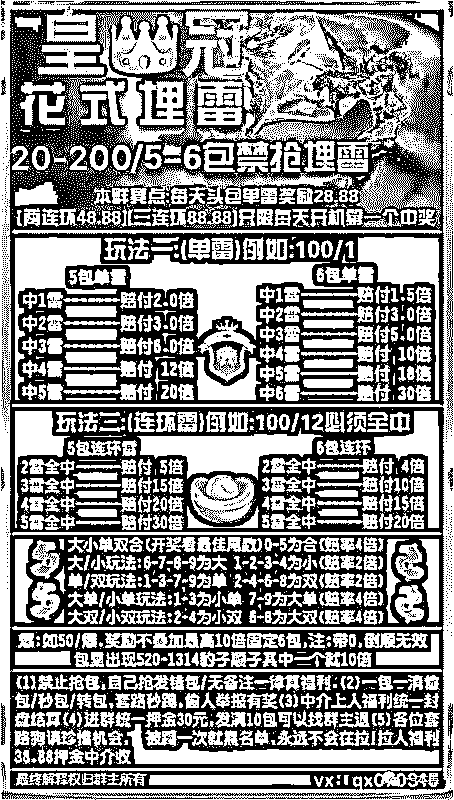 皇冠
花式埋雷
20-200/5-6包禁抢埋雷
本群亮点:每天头包单雷奖励28.88
[两连环48.88][三连环88.88]只限每天开机第一个中奖
玩法一:(单雷)例如:100/1
5包单雷 6包单雷
中1雷 赔付2.0倍 中1雷 赔付1.5倍
中2雷 赔付3.0倍 中2雷 赔付3.0倍
中3雷 赔付6.0倍 中3雷 赔付5.0倍
中4雷 赔付12倍 中4雷 赔付10倍
中5雷 赔付20倍 中5雷 赔付18倍
中6雷 赔付30倍
玩法二:(连环雷)例如:100/12必须全中
5包连环雷 6包连环
2雷全中 赔付5倍 2雷全中 赔付4倍
3雷全中 赔付15倍 3雷全中 赔付10倍
4雷全中 赔付20倍 4雷全中 赔付15倍
5雷全中 赔付30倍 5雷全中 赔付20倍
大小单双合(开奖看最佳尾数)0-5为合(赔率4倍)
大/小玩法:6-7-8-9为大 1-2-3-4为小(赔率2倍)
单/双玩法:1-3-7-9为单 2-4-6-8为双(赔率2倍)
大单/小单玩法:1-3为小单 7-9为大单(赔率4倍)
大双/小双玩法:2-4为小双 6-8为大双(赔率4倍)
奖励不叠加最高10倍固定6包,注:带0,倒顺无效
包里出现520-1314豹子顺子其中一个就10倍
(1)禁止抢包,自己抢发错包/无备注一律算福利:(2)一包一清
包/秒包/转包,套路秒踢,他人举报有奖(3)中介上人福利统一封
盘结算(4)进群统一押金30元,发满10包可以找群主退(5)各位套
路狗请珍惜机会,被踢一次就黑名单,永远不会在拉!拉人福利
38.88押金中介收
最终解释权归群主所有